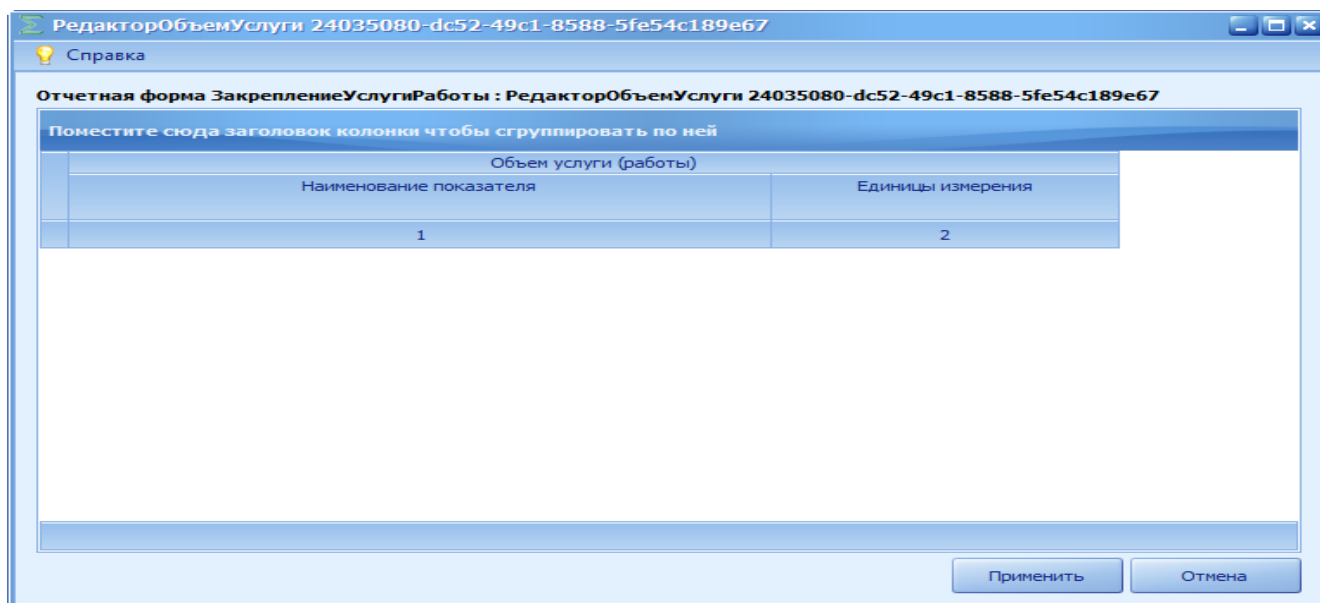 РедакторОбъемУслуги 24035080-dc52-49c1-8588-5fe54c189e67
Справка
Отчетная форма ЗакреплениеУслугиРаботы : РедакторОбъемУслуги 24035080-dc52-49c1-8588-5fe54c189e67
Поместите сюда заголовок колонки чтобы сгруппировать по ней
Объем услуги (работы)
Наименование показателя Единицы измерения
1 2
Применить Отмена